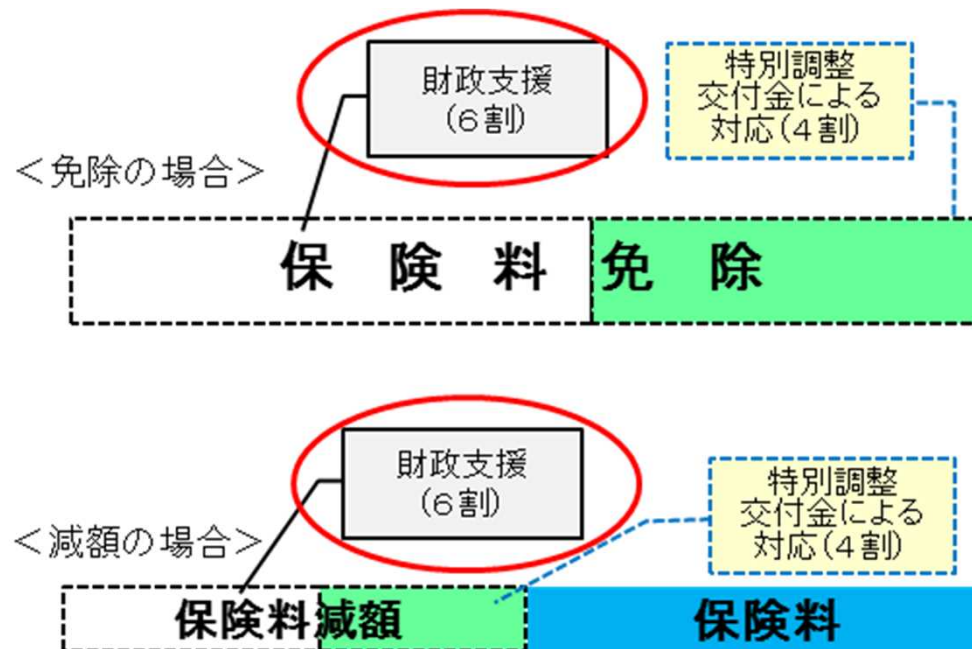 財政支援
(6割)
特別調整
交付金による
対応(4割)
＜免除の場合＞
保険料免除
財政支援
(6割)
特別調整
交付金による
対応(4割)
＜減額の場合＞
保険料減額
保険料